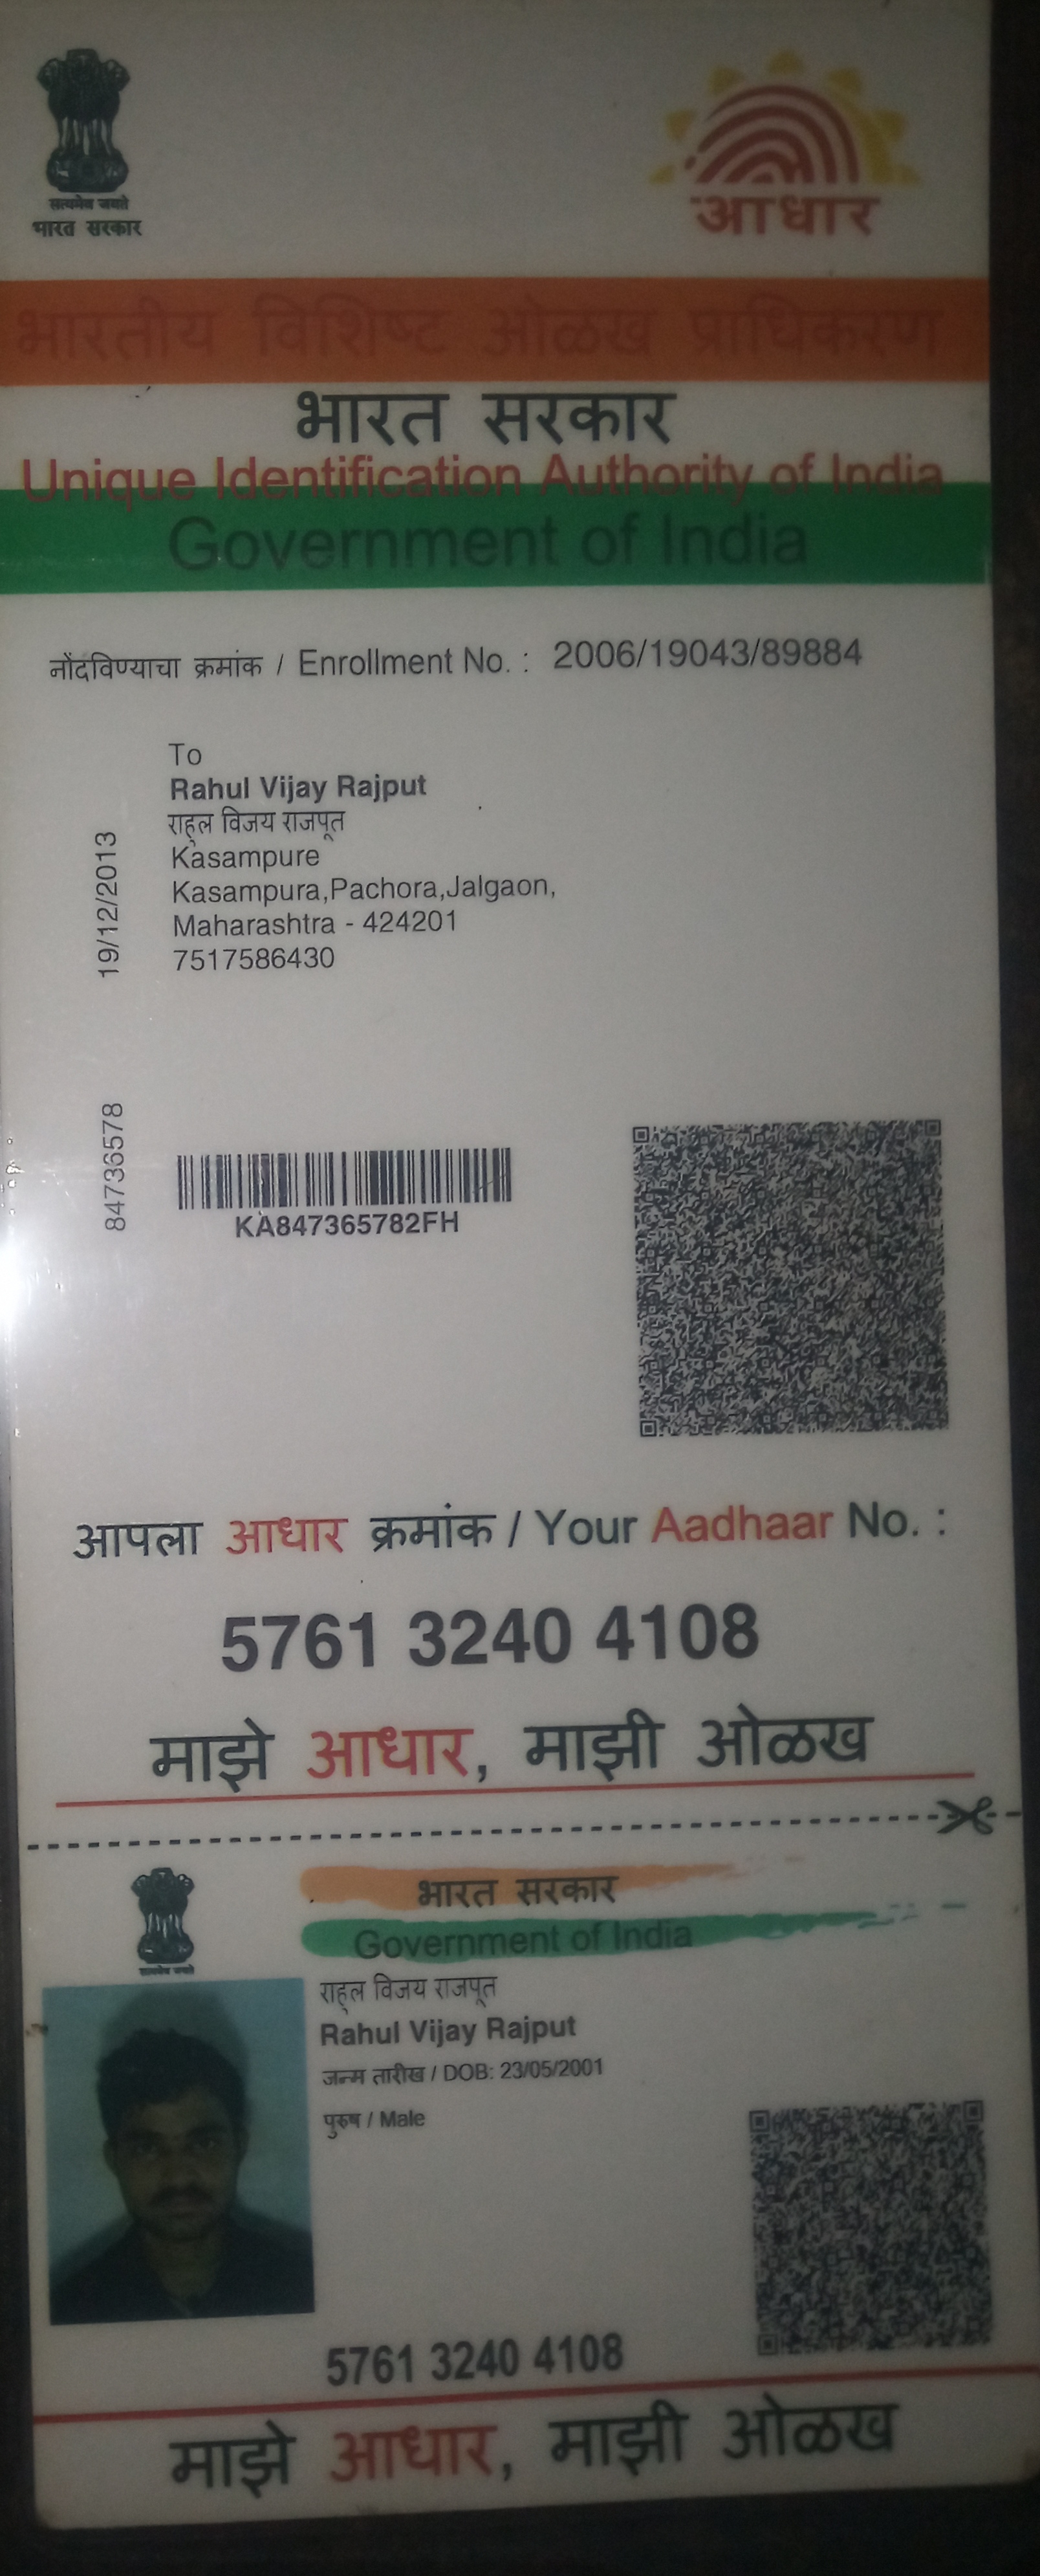 सत्यमेव जयते
भारत सरकार
आधार
भारतीय विशिष्ट ओळख प्राधिकरण
भारत सरकार
Unique Identification Authority of India
Government of India
नोंदविण्याचा क्रमांक / Enrollment No. : 2006/19043/89884
To
Rahul Vijay Rajput
राहूल विजय राजपूत
Kasampure
Kasampura,Pachora,Jalgaon,
Maharashtra - 424201
7517586430
19/12/2013
84736578
KA847365782FH
आपला आधार क्रमांक / Your Aadhaar No. :
5761 3240 4108
माझे आधार, माझी ओळख
भारत सरकार
Government of India
सत्यमेव जयते
राहूल विजय राजपूत
Rahul Vijay Rajput
जन्म तारीख / DOB: 23/05/2001
पुरुष / Male
5761 3240 4108
माझे आधार, माझी ओळख